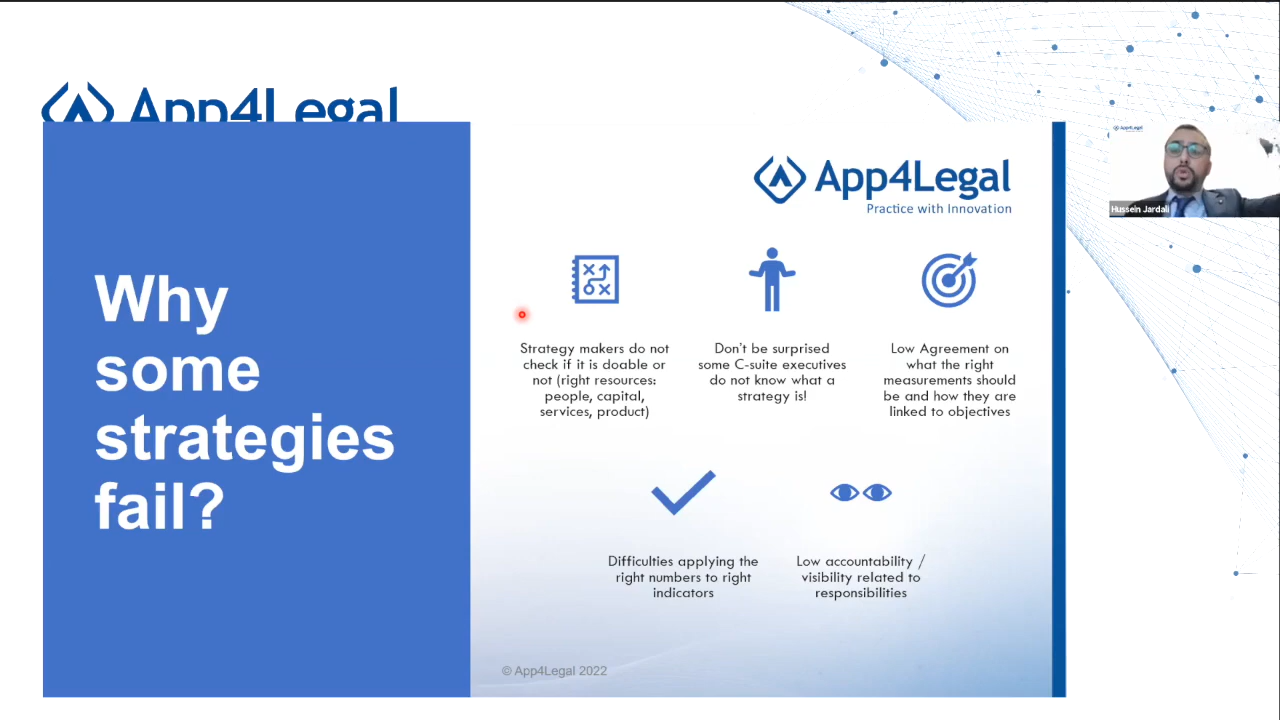 App4Legal
App4Legal
Practice with Innovation
App4Legal
Hussein Jardali
Why
some
strategies
fail?
Strategy makers do not
check if it is doable or
not (right resources:
people, capital,
services, product)
Don't be surprised
some C-suite executives
do not know what a
strategy is!
Low Agreement on
what the right
measurements should
be and how they are
linked to objectives
Difficulties applying the
right numbers to right
indicators
Low accountability /
visibility related to
responsibilities
© App4Legal 2022